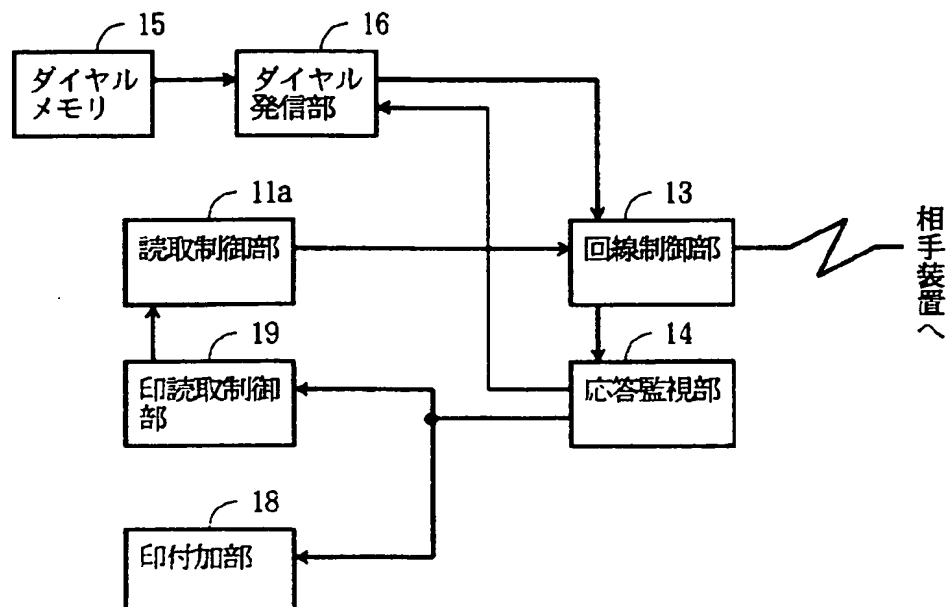 15
ダイヤル
メモリ
16
ダイヤル
発信部
11a
読取制御部
13
回線制御部
相手装置へ
19
印読取制御
部
14
応答監視部
18
印付加部